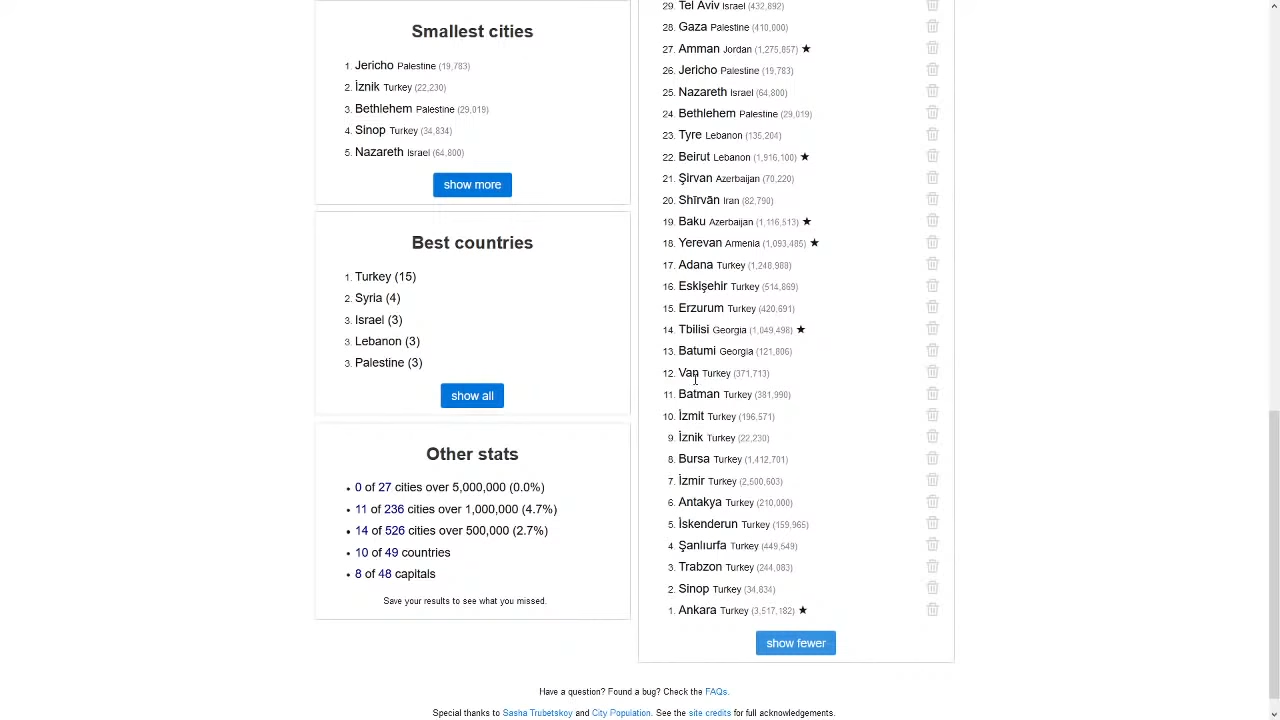 Smallest cities
1. Jericho Palestine (19,783)
2. İznik Turkey (22,230)
3. Bethlehem Palestine (29,019)
4. Sinop Turkey (34,834)
5. Nazareth Israel (64,800)
show more
Best countries
1. Turkey (15)
2. Syria (4)
3. Israel (3)
3. Lebanon (3)
3. Palestine (3)
show all
Other stats
• 0 of 27 cities over 5,000,000 (0.0%)
• 11 of 236 cities over 1,000,000 (4.7%)
• 14 of 526 cities over 500,000 (2.7%)
• 10 of 49 countries
• 8 of 48 capitals
Save your results to see what you missed.
29. Tel Aviv Israel (432,892)
28. Gaza Palestine (410,000)
27. Amman Jordan (1,275,857) ★
26. Jericho Palestine (19,783)
25. Nazareth Israel (64,800)
24. Bethlehem Palestine (29,019)
23. Tyre Lebanon (135,204)
22. Beirut Lebanon (1,916,100) ★
21. Şirvan Azerbaijan (70,220)
20. Shīrvān Iran (82,790)
19. Baku Azerbaijan (1,116,513) ★
18. Yerevan Armenia (1,093,485) ★
17. Adana Turkey (1,248,988)
16. Eskişehir Turkey (514,869)
15. Erzurum Turkey (420,691)
14. Tbilisi Georgia (1,049,498) ★
13. Batumi Georgia (121,806)
12. Van Turkey (371,713)
11. Batman Turkey (381,990)
10. İzmit Turkey (196,571)
9. İznik Turkey (22,230)
8. Bursa Turkey (1,412,701)
7. İzmir Turkey (2,500,603)
6. Antakya Turkey (210,000)
5. İskenderun Turkey (159,965)
4. Şanlıurfa Turkey (449,549)
3. Trabzon Turkey (244,083)
2. Sinop Turkey (34,834)
1. Ankara Turkey (3,517,182) ★
show fewer
Have a question? Found a bug? Check the FAQs.
Special thanks to Sasha Trubetskoy and City Population. See the site credits for full acknowledgements.